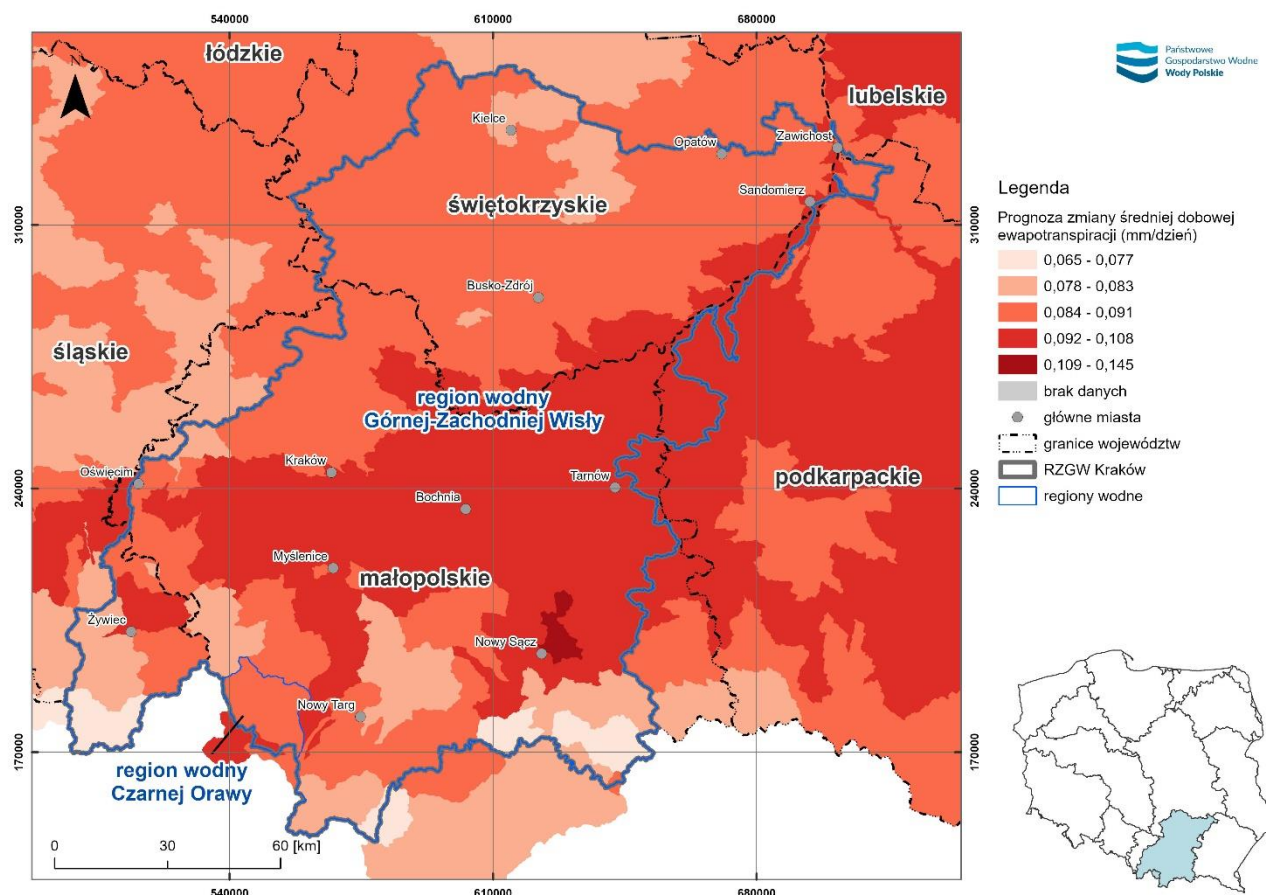 540000
610000
680000
łódzkie
N
Państwowe
Gospodarstwo Wodne
Wody Polskie
lubelskie
Kielce
Opatów
Zawichost
Sandomierz
świętokrzyskie
310000
310000
Busko-Zdrój
śląskie
region wodny
Górnej-Zachodniej Wisły
Oświęcim
Kraków
Bochnia
Tarnów
podkarpackie
240000
240000
Myślenice
małopolskie
Żywiec
Nowy Sącz
Nowy Targ
170000
170000
region wodny
Czarnej Orawy
0
30
60 [km]
540000
610000
680000
Legenda
Prognoza zmiany średniej dobowej
ewapotranspiracji (mm/dzień)
0,065 - 0,077
0,078 - 0,083
0,084 - 0,091
0,092 - 0,108
0,109 - 0,145
brak danych
główne miasta
granice województw
RZGW Kraków
regiony wodne